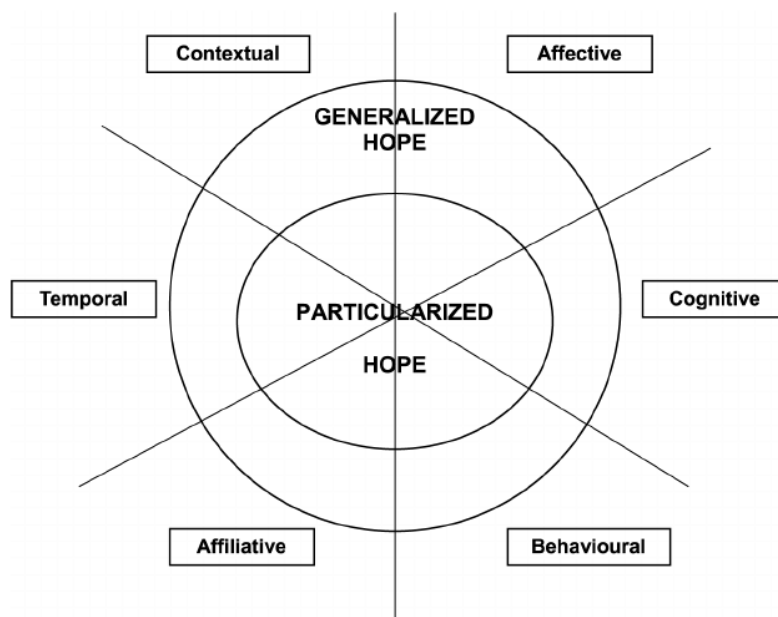 Contextual
Affective
GENERALIZED
HOPE
Temporal
PARTICULARIZED
Cognitive
HOPE
Affiliative
Behavioural